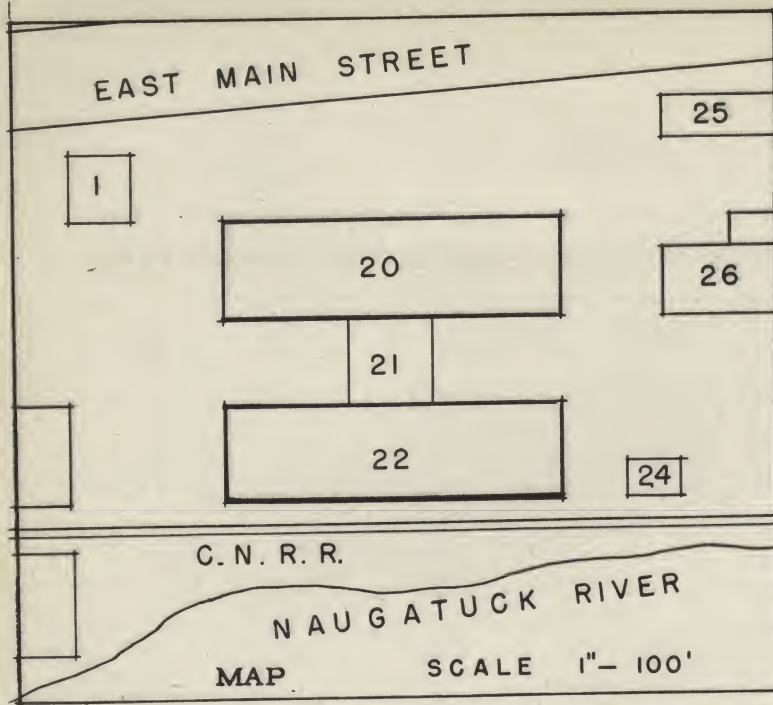 EAST MAIN STREET
25
1
20
26
21
22
24
C. N. R. R.
NAUGATUCK RIVER
MAP SCALE 1"— 100'